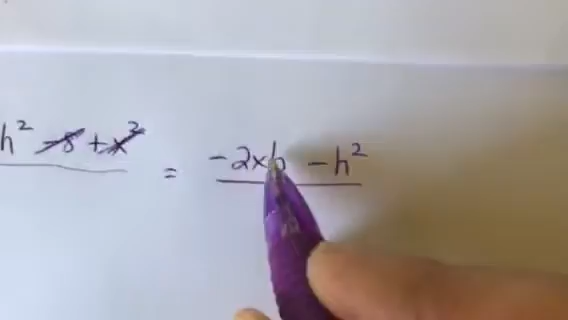 h² -8 + x² = -2xh - h²